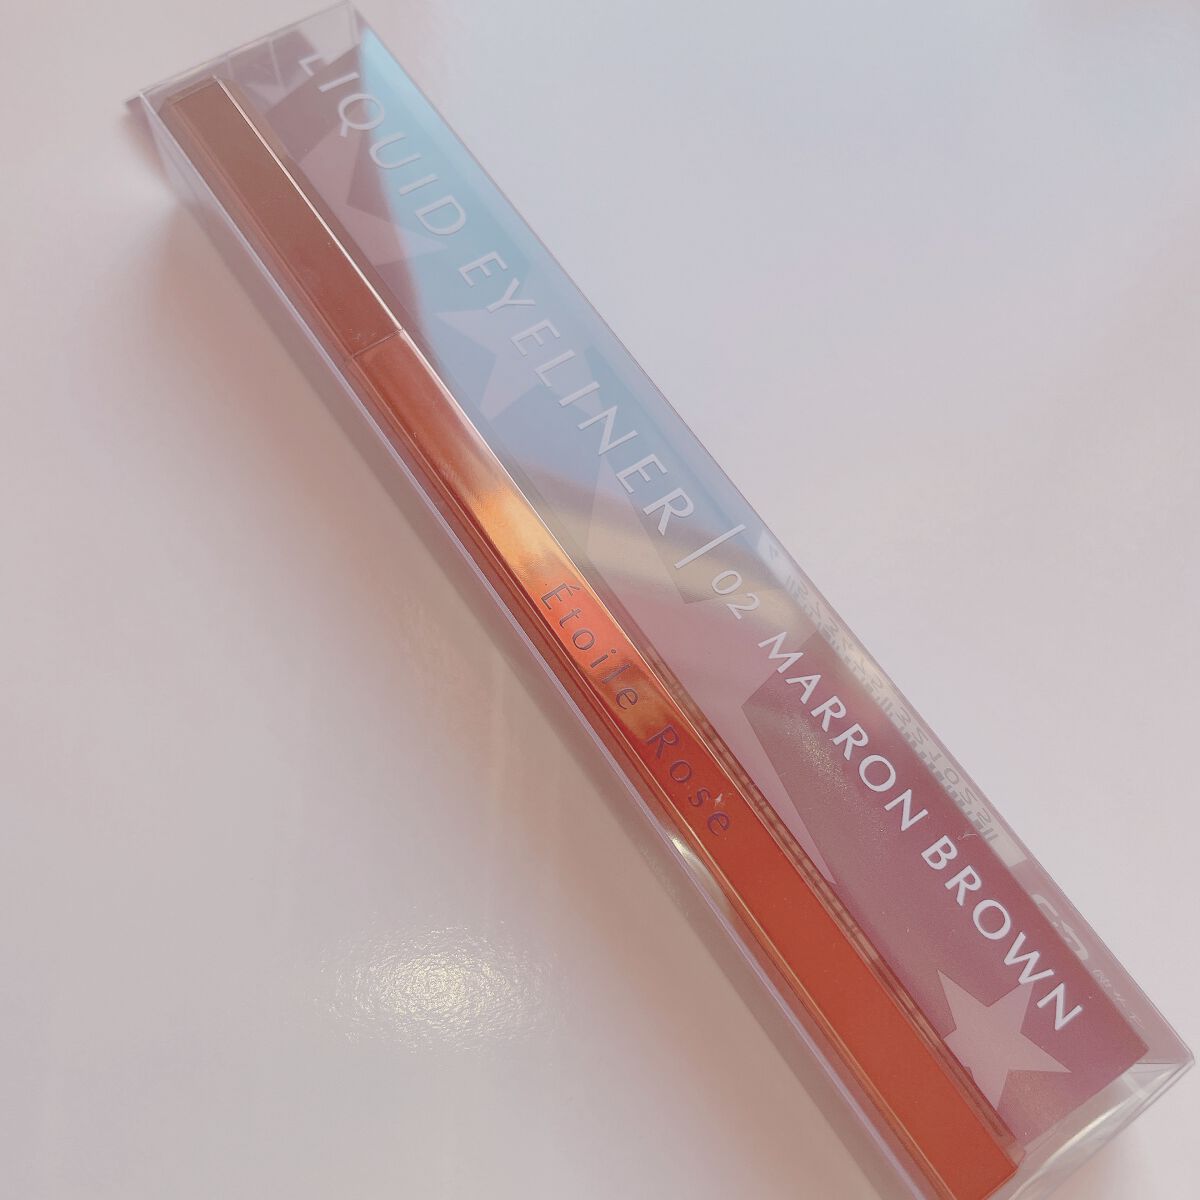 LIQUID EYELINER | 02 MARRON BROWN
Étoile Rose